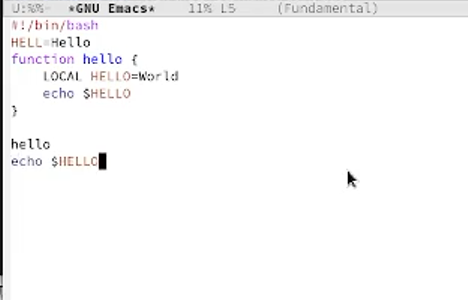 U:%%- *GNU Emacs* 11% L5 (Fundamental)
#!/bin/bash
HELL=Hello
function hello {
    LOCAL HELLO=World
    echo $HELLO
}
hello
echo $HELLO